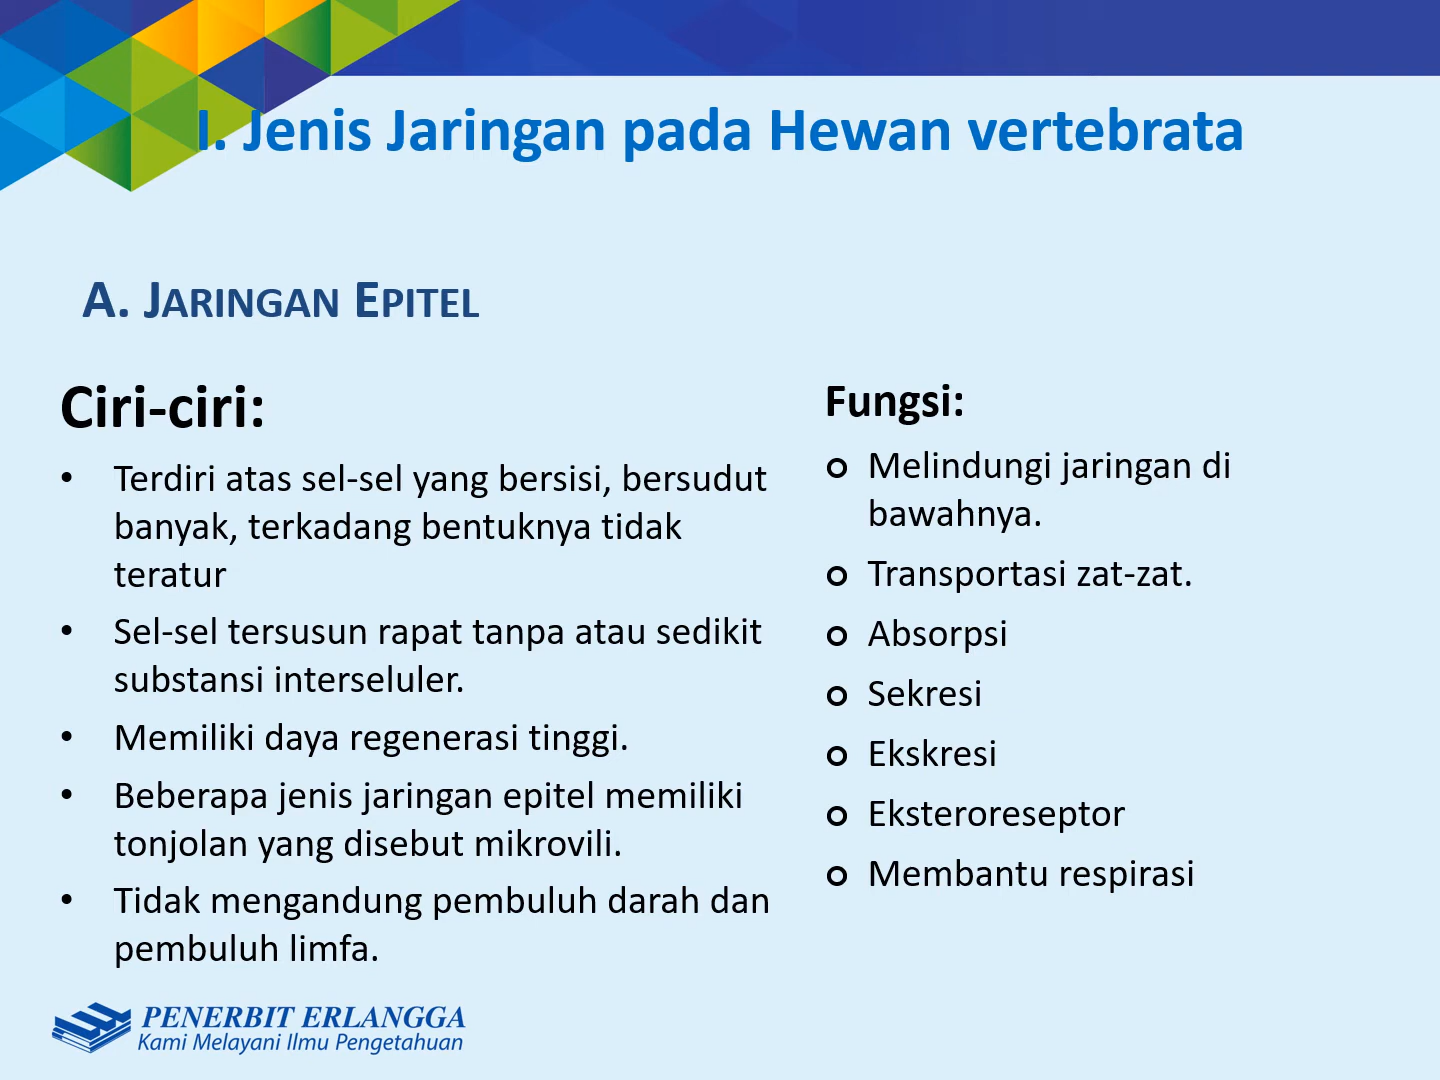 I. Jenis Jaringan pada Hewan vertebrata
A. JARINGAN EPITEL
Ciri-ciri:
• Terdiri atas sel-sel yang bersisi, bersudut
banyak, terkadang bentuknya tidak
teratur
• Sel-sel tersusun rapat tanpa atau sedikit
substansi interseluler.
• Memiliki daya regenerasi tinggi.
• Beberapa jenis jaringan epitel memiliki
tonjolan yang disebut mikrovili.
• Tidak mengandung pembuluh darah dan
pembuluh limfa.
Fungsi:
o Melindungi jaringan di
bawahnya.
o Transportasi zat-zat.
o Absorpsi
o Sekresi
o Ekskresi
o Eksteroreseptor
o Membantu respirasi
PENERBIT ERLANGGA
Kami Melayani Ilmu Pengetahuan